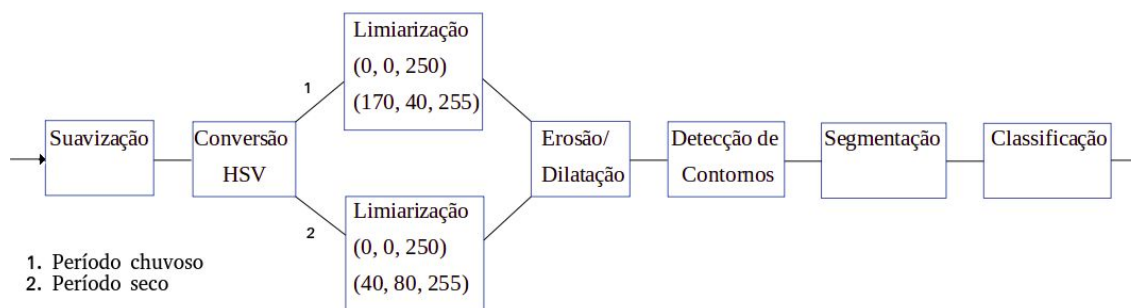 Suavização
Conversão
HSV
1
Limiarização
(0, 0, 250)
(170, 40, 255)
2
Limiarização
(0, 0, 250)
(40, 80, 255)
Erosão/
Dilatação
Detecção de
Contornos
Segmentação
Classificação
1. Período chuvoso
2. Período seco